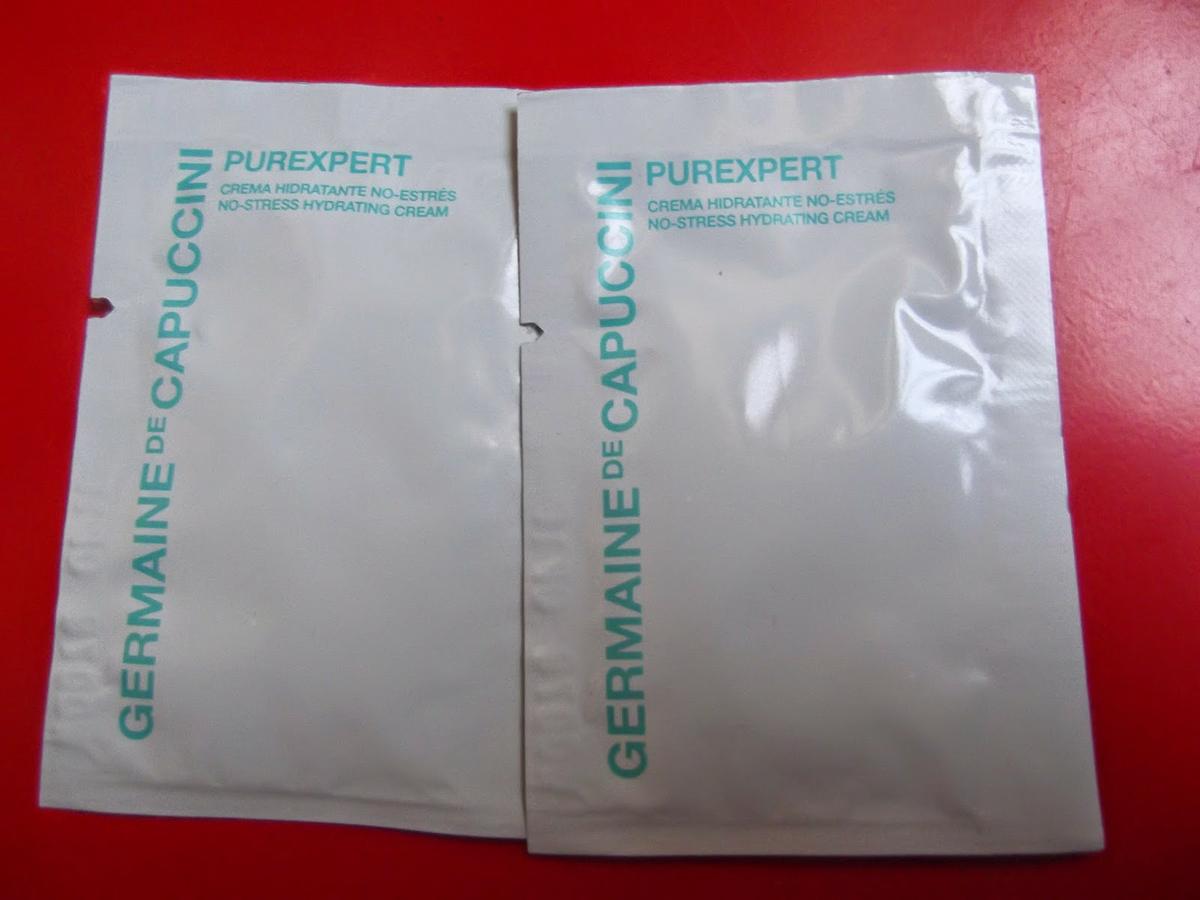 GERMAINE DE CAPUCCINI
PUREXPERT
CREMA HIDRATANTE NO-ESTRÉS
NO-STRESS HYDRATING CREAM
GERMAINE DE CAPUCCINI
PUREXPERT
CREMA HIDRATANTE NO-ESTRÉS
NO-STRESS HYDRATING CREAM